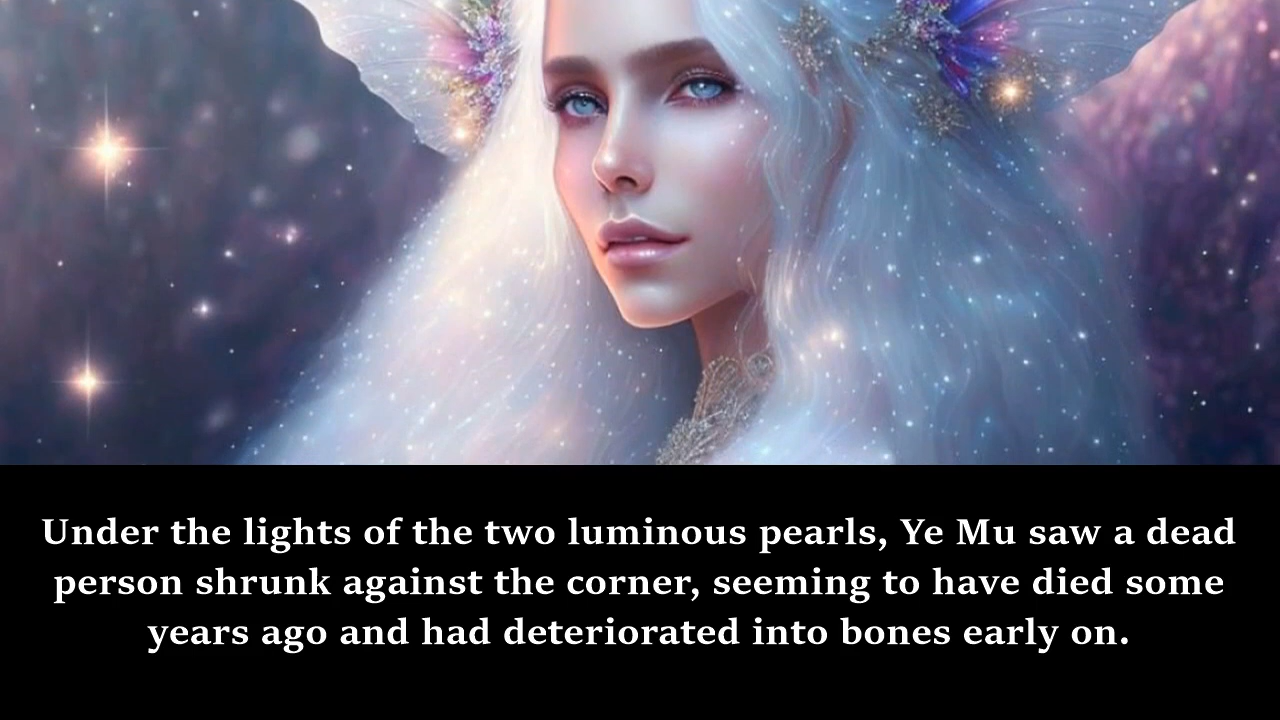 Under the lights of the two luminous pearls, Ye Mu saw a dead
person shrunk against the corner, seeming to have died some
years ago and had deteriorated into bones early on.